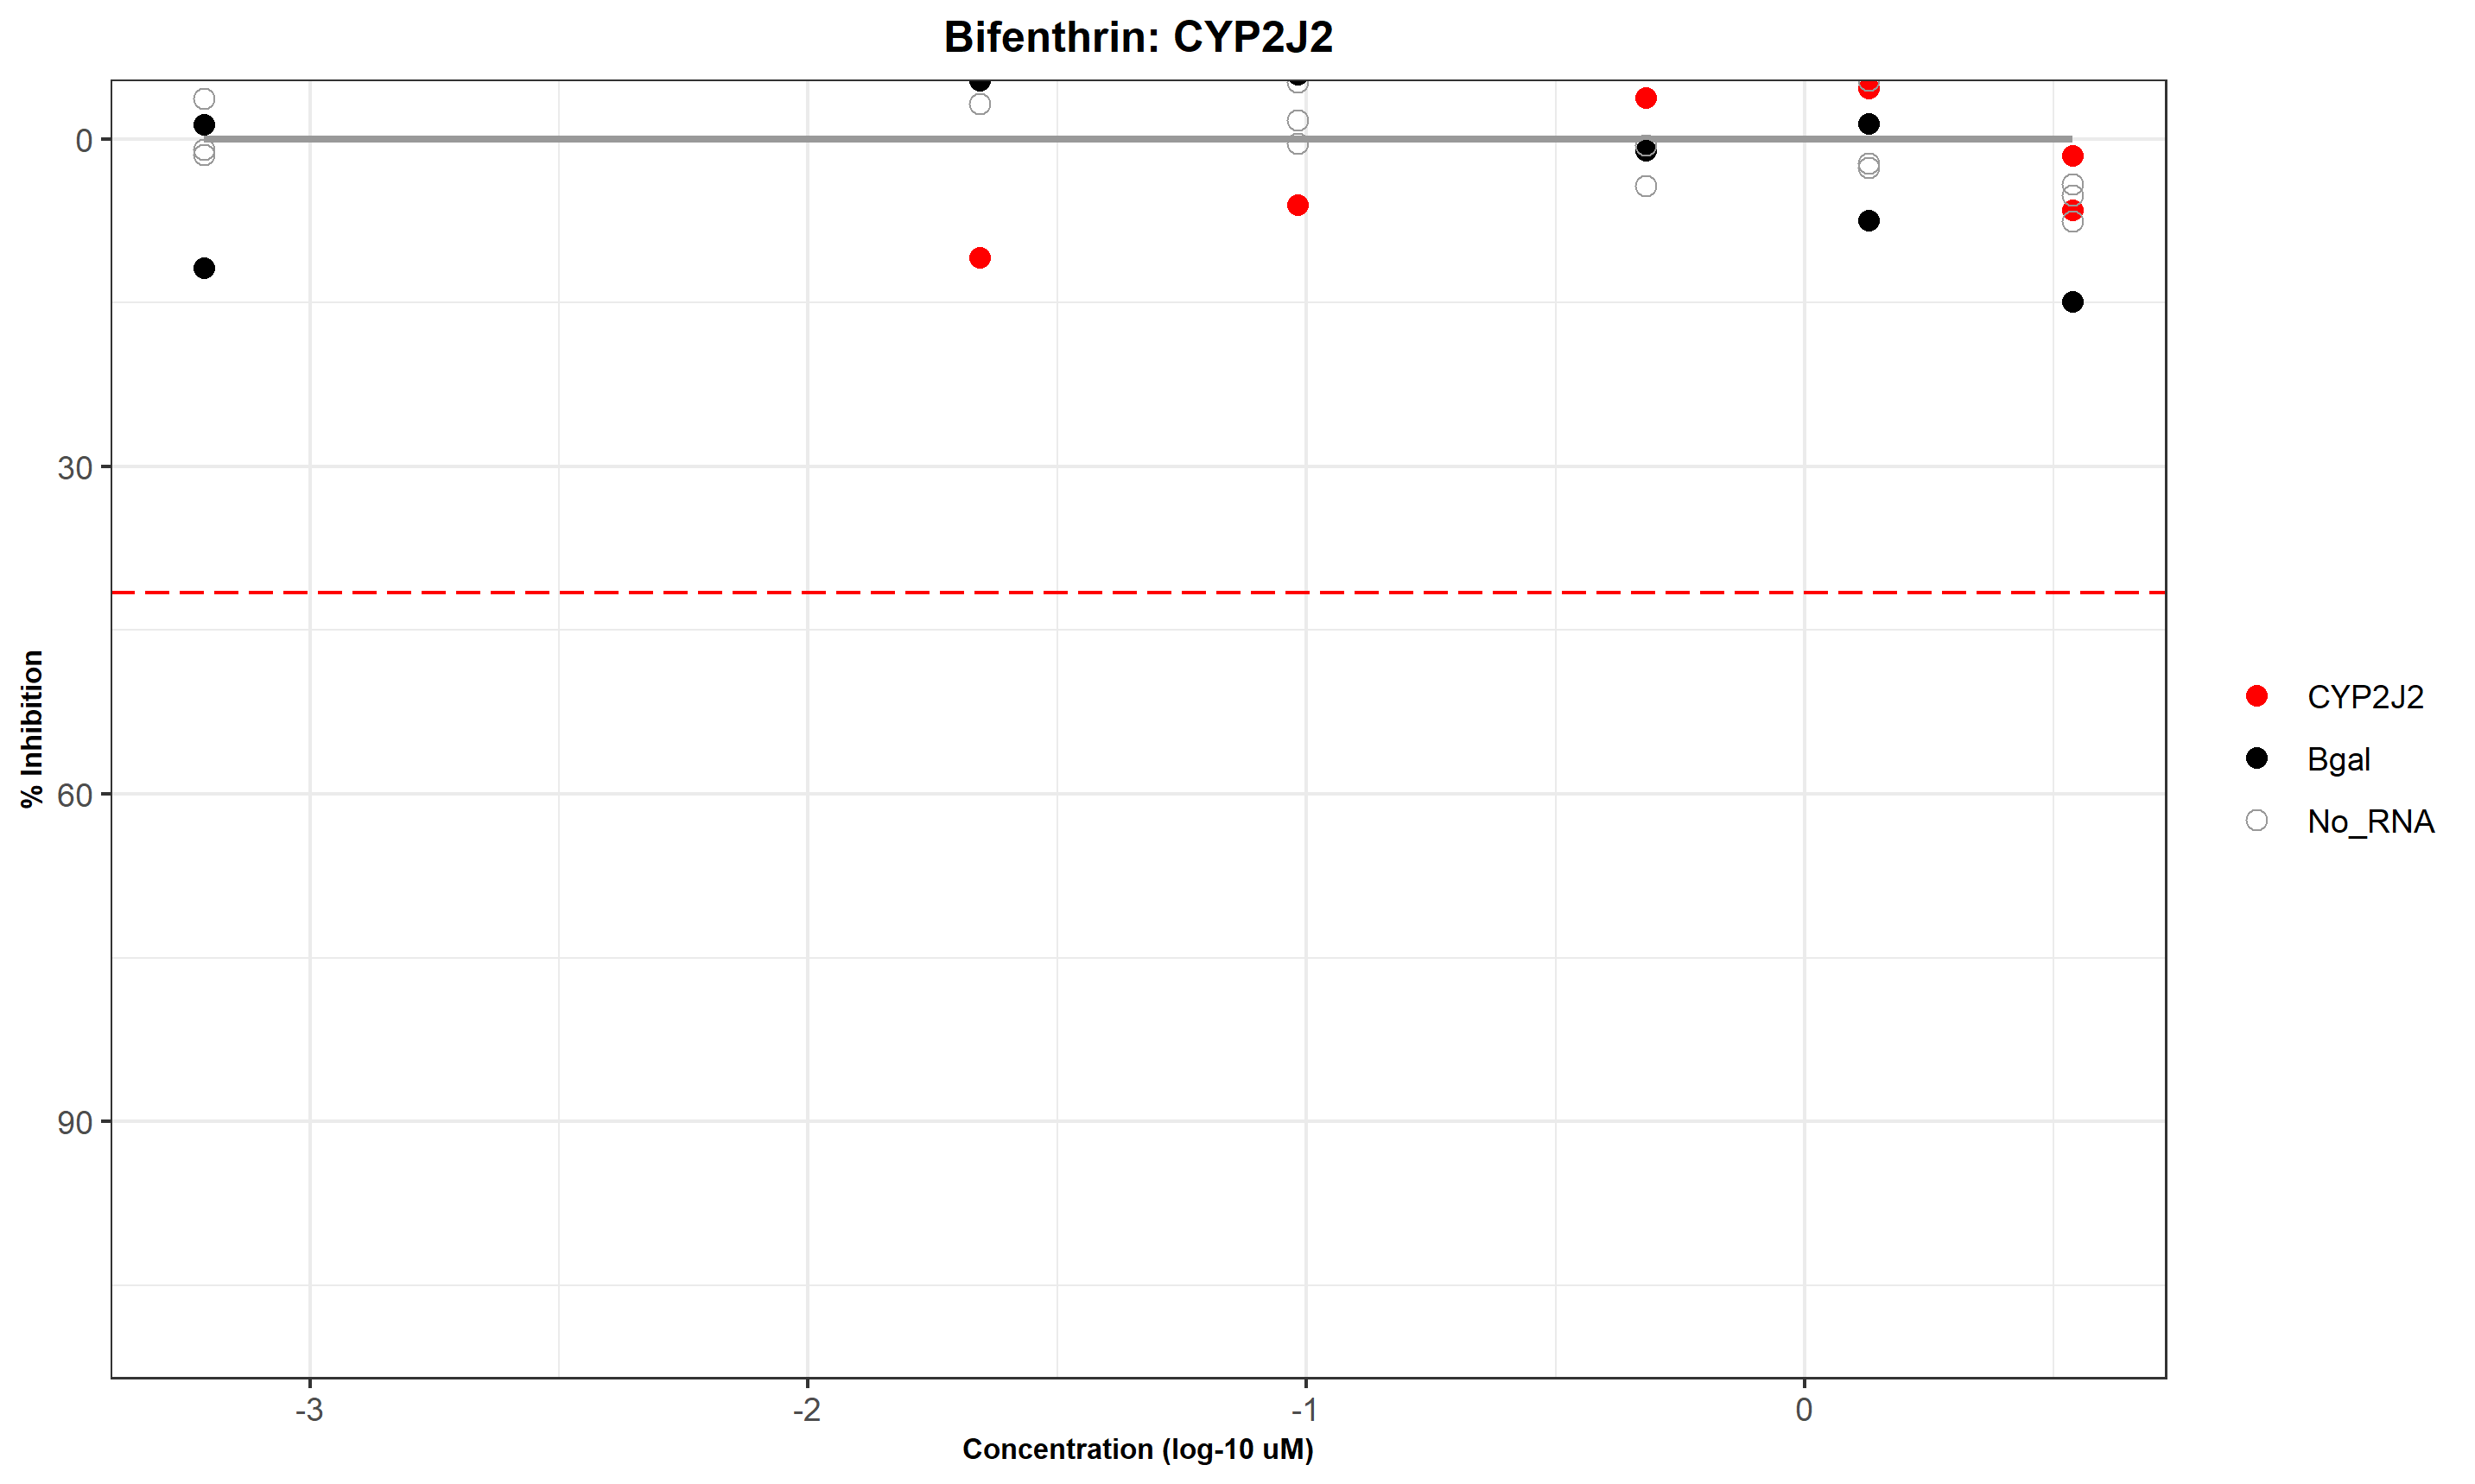 Bifenthrin: CYP2J2
0
30
60
90
% Inhibition
-3
-2
-1
0
Concentration (log-10 uM)
CYP2J2
Bgal
No_RNA